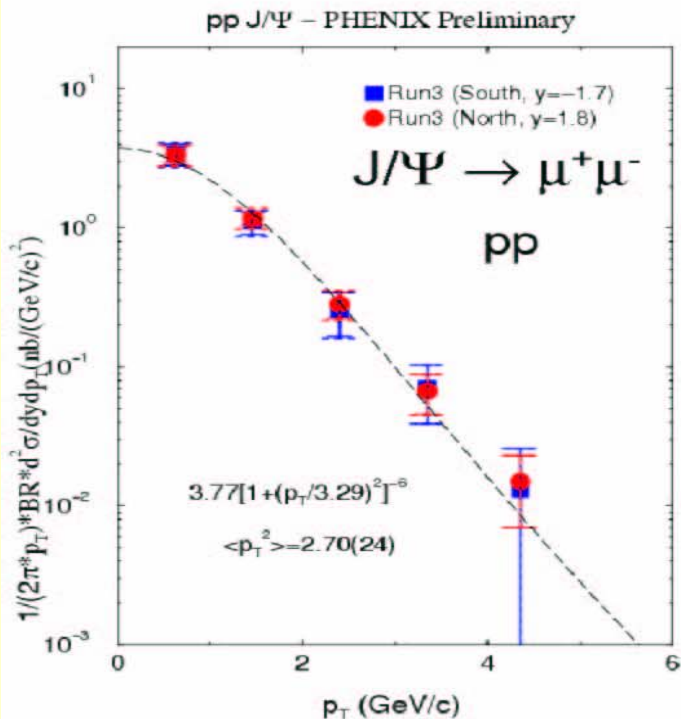 pp J/Ψ – PHENIX Preliminary
Run3 (South, y=−1.7)
Run3 (North, y=1.8)
J/Ψ → μ⁺μ⁻
pp
10¹
10⁰
10⁻¹
10⁻²
10⁻³
1/(2π*p_T)*BR*d²σ/dydp_T(nb/(GeV/c)²)
3.77[1+(p_T/3.29)²]⁻⁶
<p_T²>=2.70(24)
0 2 4 6
p_T (GeV/c)